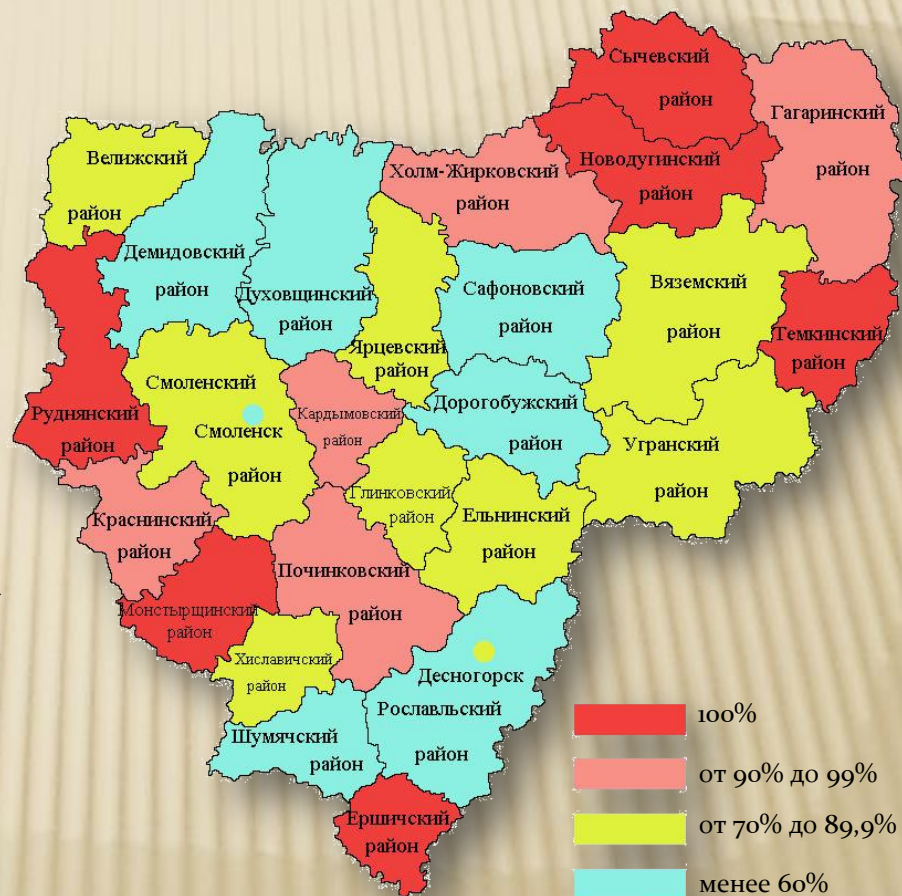 Сычевский
район
Гагаринский
район
Новодугинский
район
Холм-Жирковский
район
Велижский
район
Демидовский
район
Духовщинский
район
Ярцевский
район
Сафоновский
район
Вяземский
район
Темкинский
район
Руднянский
район
Смоленский
Смоленск
район
Кардымовский
район
Дорогобужский
район
Угранский
район
Глинковский
район
Ельнинский
район
Краснинский
район
Монстырщинский
район
Починковский
район
Хиславичский
район
Десногорск
Рославльский
район
Шумячский
район
Ершичский
район
100%
от 90% до 99%
от 70% до 89,9%
менее 60%